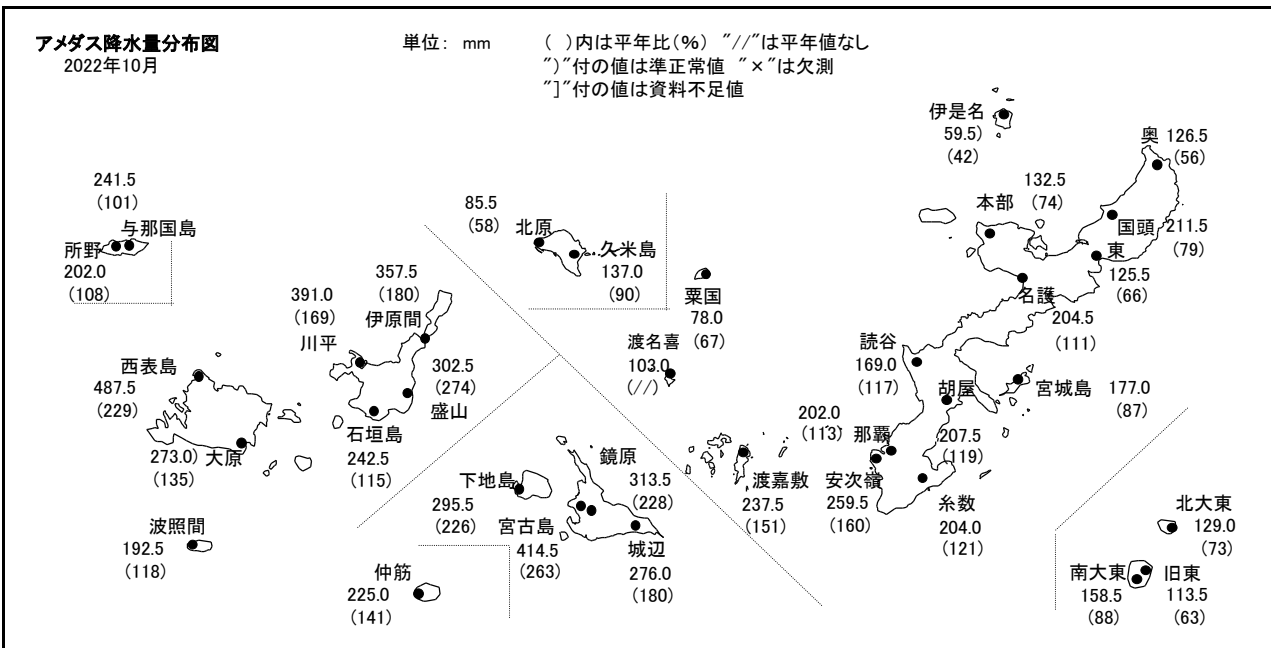 アメダス降水量分布図
2022年10月
単位: mm
( )内は平年比(%) "//"は平年値なし
")"付の値は準正常値 "×"は欠測
"]"付の値は資料不足値
伊是名
59.5)
(42)
奥 126.5
(56)
132.5
本部 (74)
国頭 211.5
(79)
東
125.5
(66)
名護
204.5
(111)
241.5
(101)
与那国島
所野
202.0
(108)
85.5
(58)
北原
久米島
137.0
(90)
粟国
78.0
(67)
渡名喜
103.0
(//)
357.5
(180)
伊原間
391.0
(169)
川平
302.5
(274)
盛山
石垣島
242.5
(115)
西表島
487.5
(229)
273.0)
(135)
大原
波照間
192.5
(118)
読谷
169.0
(117)
胡屋
207.5
(119)
宮城島
177.0
(87)
202.0
(113)
那覇
安次嶺
259.5
(160)
糸数
204.0
(121)
渡嘉敷
237.5
(151)
鏡原
313.5
(228)
下地島
295.5
(226)
宮古島
414.5
(263)
城辺
276.0
(180)
仲筋
225.0
(141)
北大東
129.0
(73)
南大東
158.5
(88)
旧東
113.5
(63)